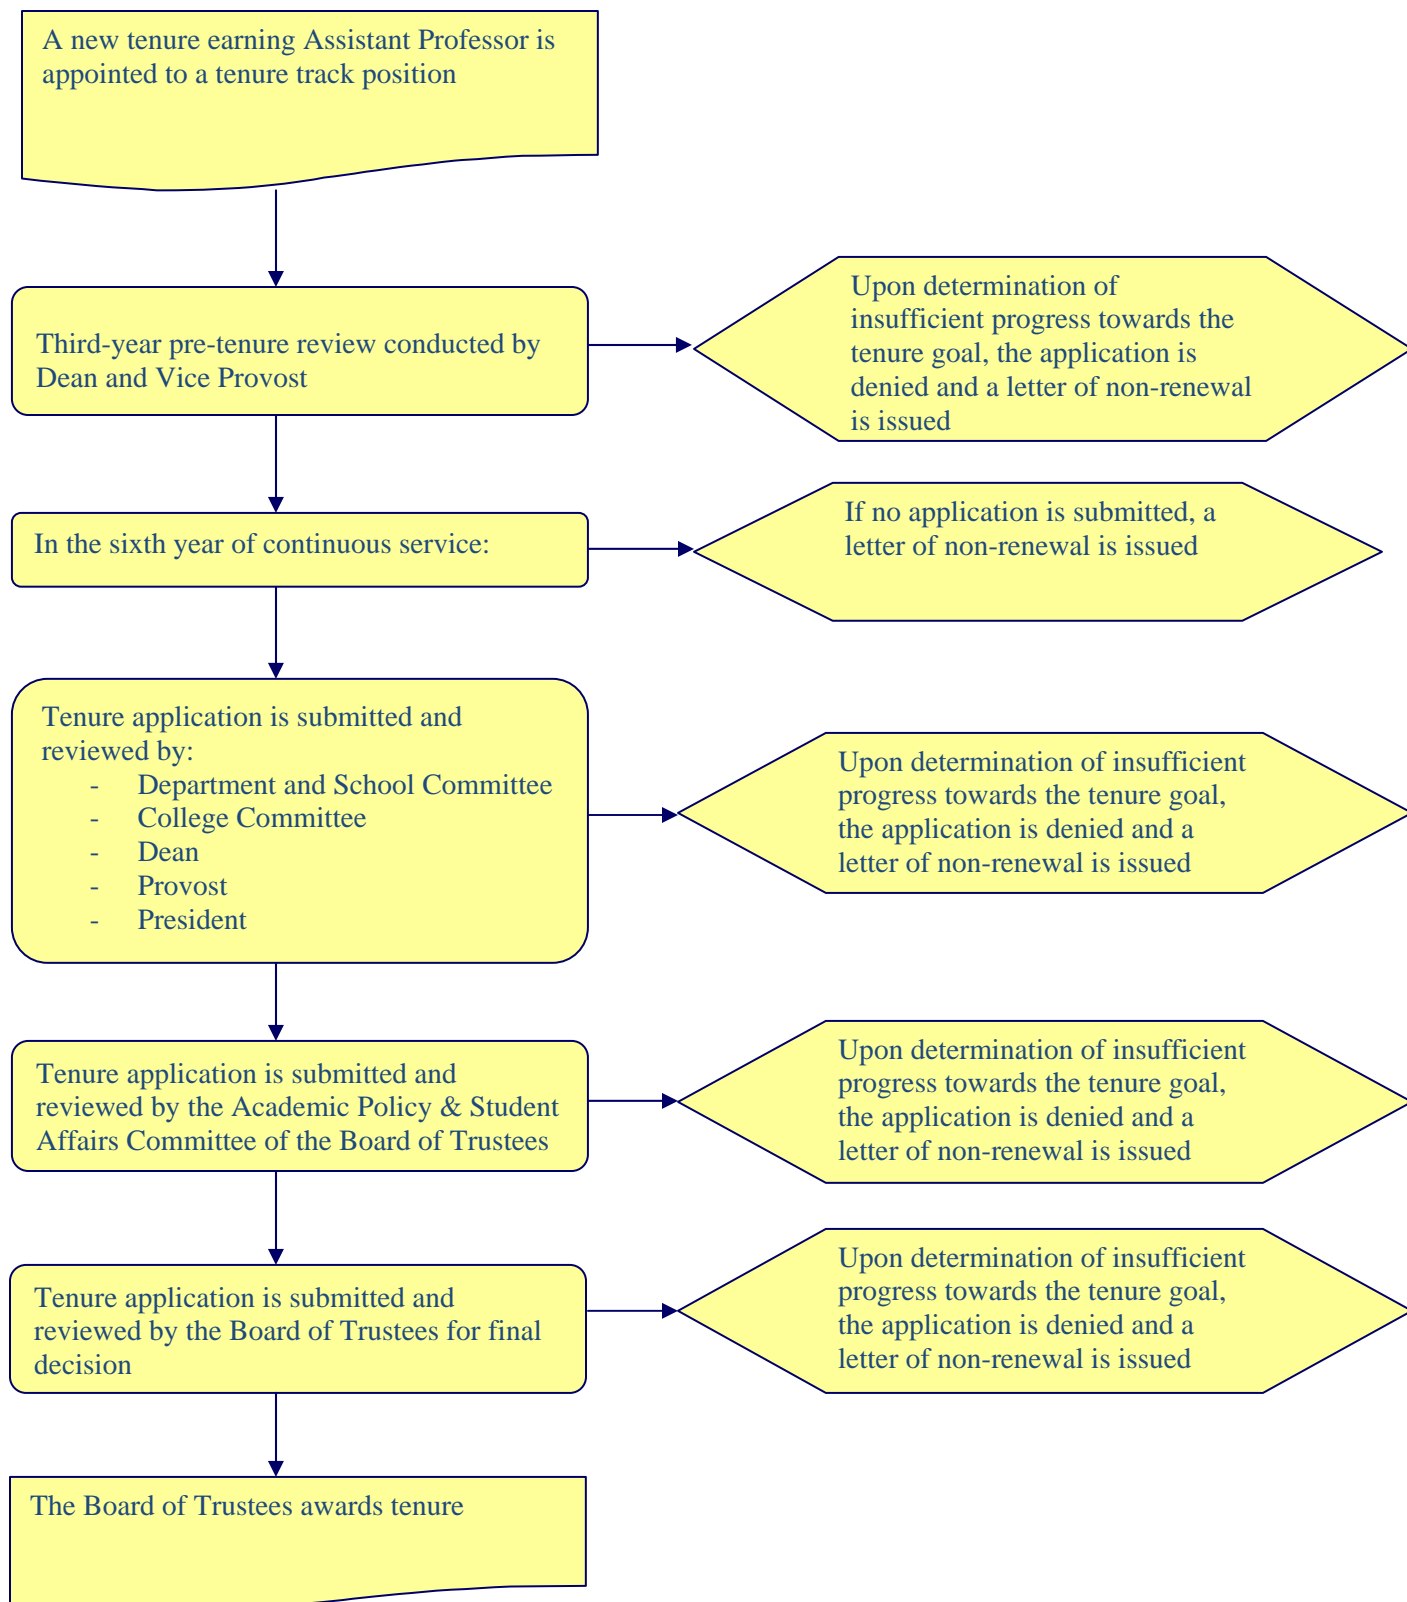 A new tenure earning Assistant Professor is
appointed to a tenure track position
Third-year pre-tenure review conducted by
Dean and Vice Provost
Upon determination of
insufficient progress towards the
tenure goal, the application is
denied and a letter of non-renewal
is issued
In the sixth year of continuous service:
If no application is submitted, a
letter of non-renewal is issued
Tenure application is submitted and
reviewed by:
- Department and School Committee
- College Committee
- Dean
- Provost
- President
Upon determination of insufficient
progress towards the tenure goal,
the application is denied and a
letter of non-renewal is issued
Tenure application is submitted and
reviewed by the Academic Policy & Student
Affairs Committee of the Board of Trustees
Upon determination of insufficient
progress towards the tenure goal,
the application is denied and a
letter of non-renewal is issued
Tenure application is submitted and
reviewed by the Board of Trustees for final
decision
Upon determination of insufficient
progress towards the tenure goal,
the application is denied and a
letter of non-renewal is issued
The Board of Trustees awards tenure